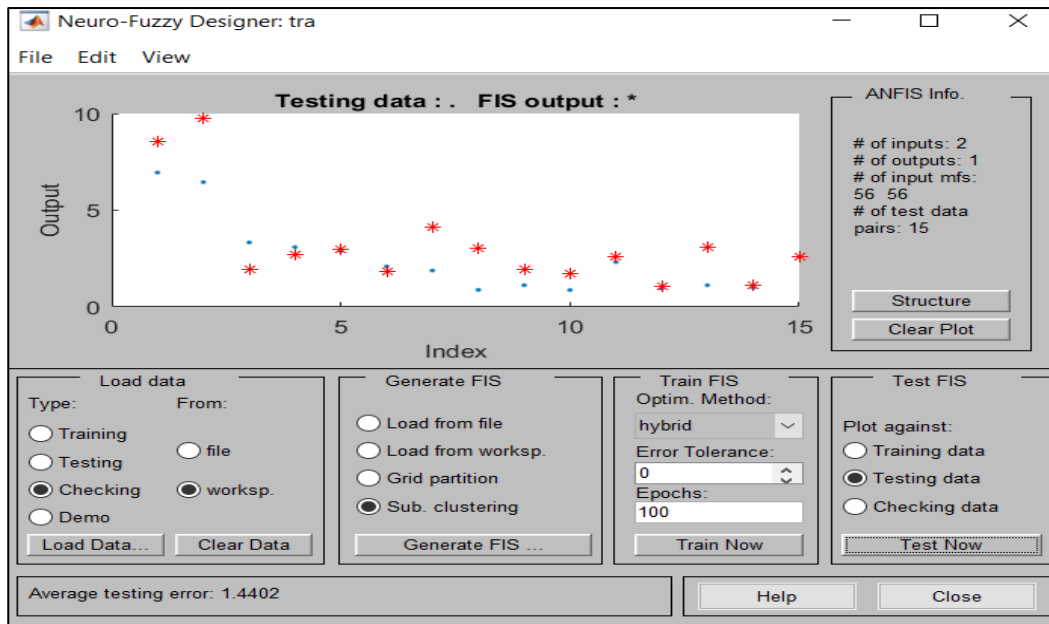 Neuro-Fuzzy Designer: tra
File Edit View
Testing data : . FIS output : *
10
5
0
Output
0 5 10 15
Index
ANFIS Info.
# of inputs: 2
# of outputs: 1
# of input mfs:
56 56
# of test data
pairs: 15
Structure
Clear Plot
Load data
Type: From:
Training
Testing
Checking
Demo
file
worksp.
Load Data... Clear Data
Generate FIS
Load from file
Load from worksp.
Grid partition
Sub. clustering
Generate FIS ...
Train FIS
Optim. Method:
hybrid
Error Tolerance:
0
Epochs:
100
Train Now
Test FIS
Plot against:
Training data
Testing data
Checking data
Test Now
Average testing error: 1.4402
Help Close